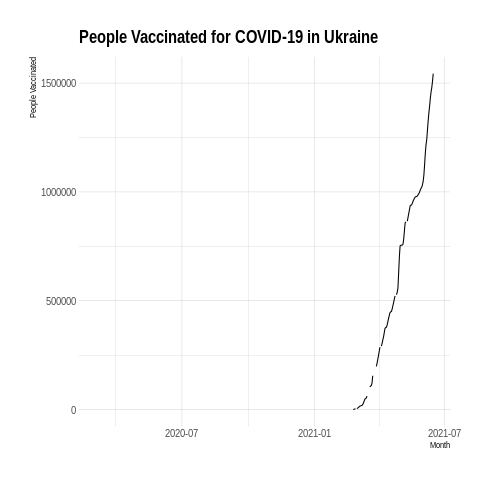 People Vaccinated for COVID-19 in Ukraine
People Vaccinated
1500000
1000000
500000
0
2020-07
2021-01
2021-07
Month